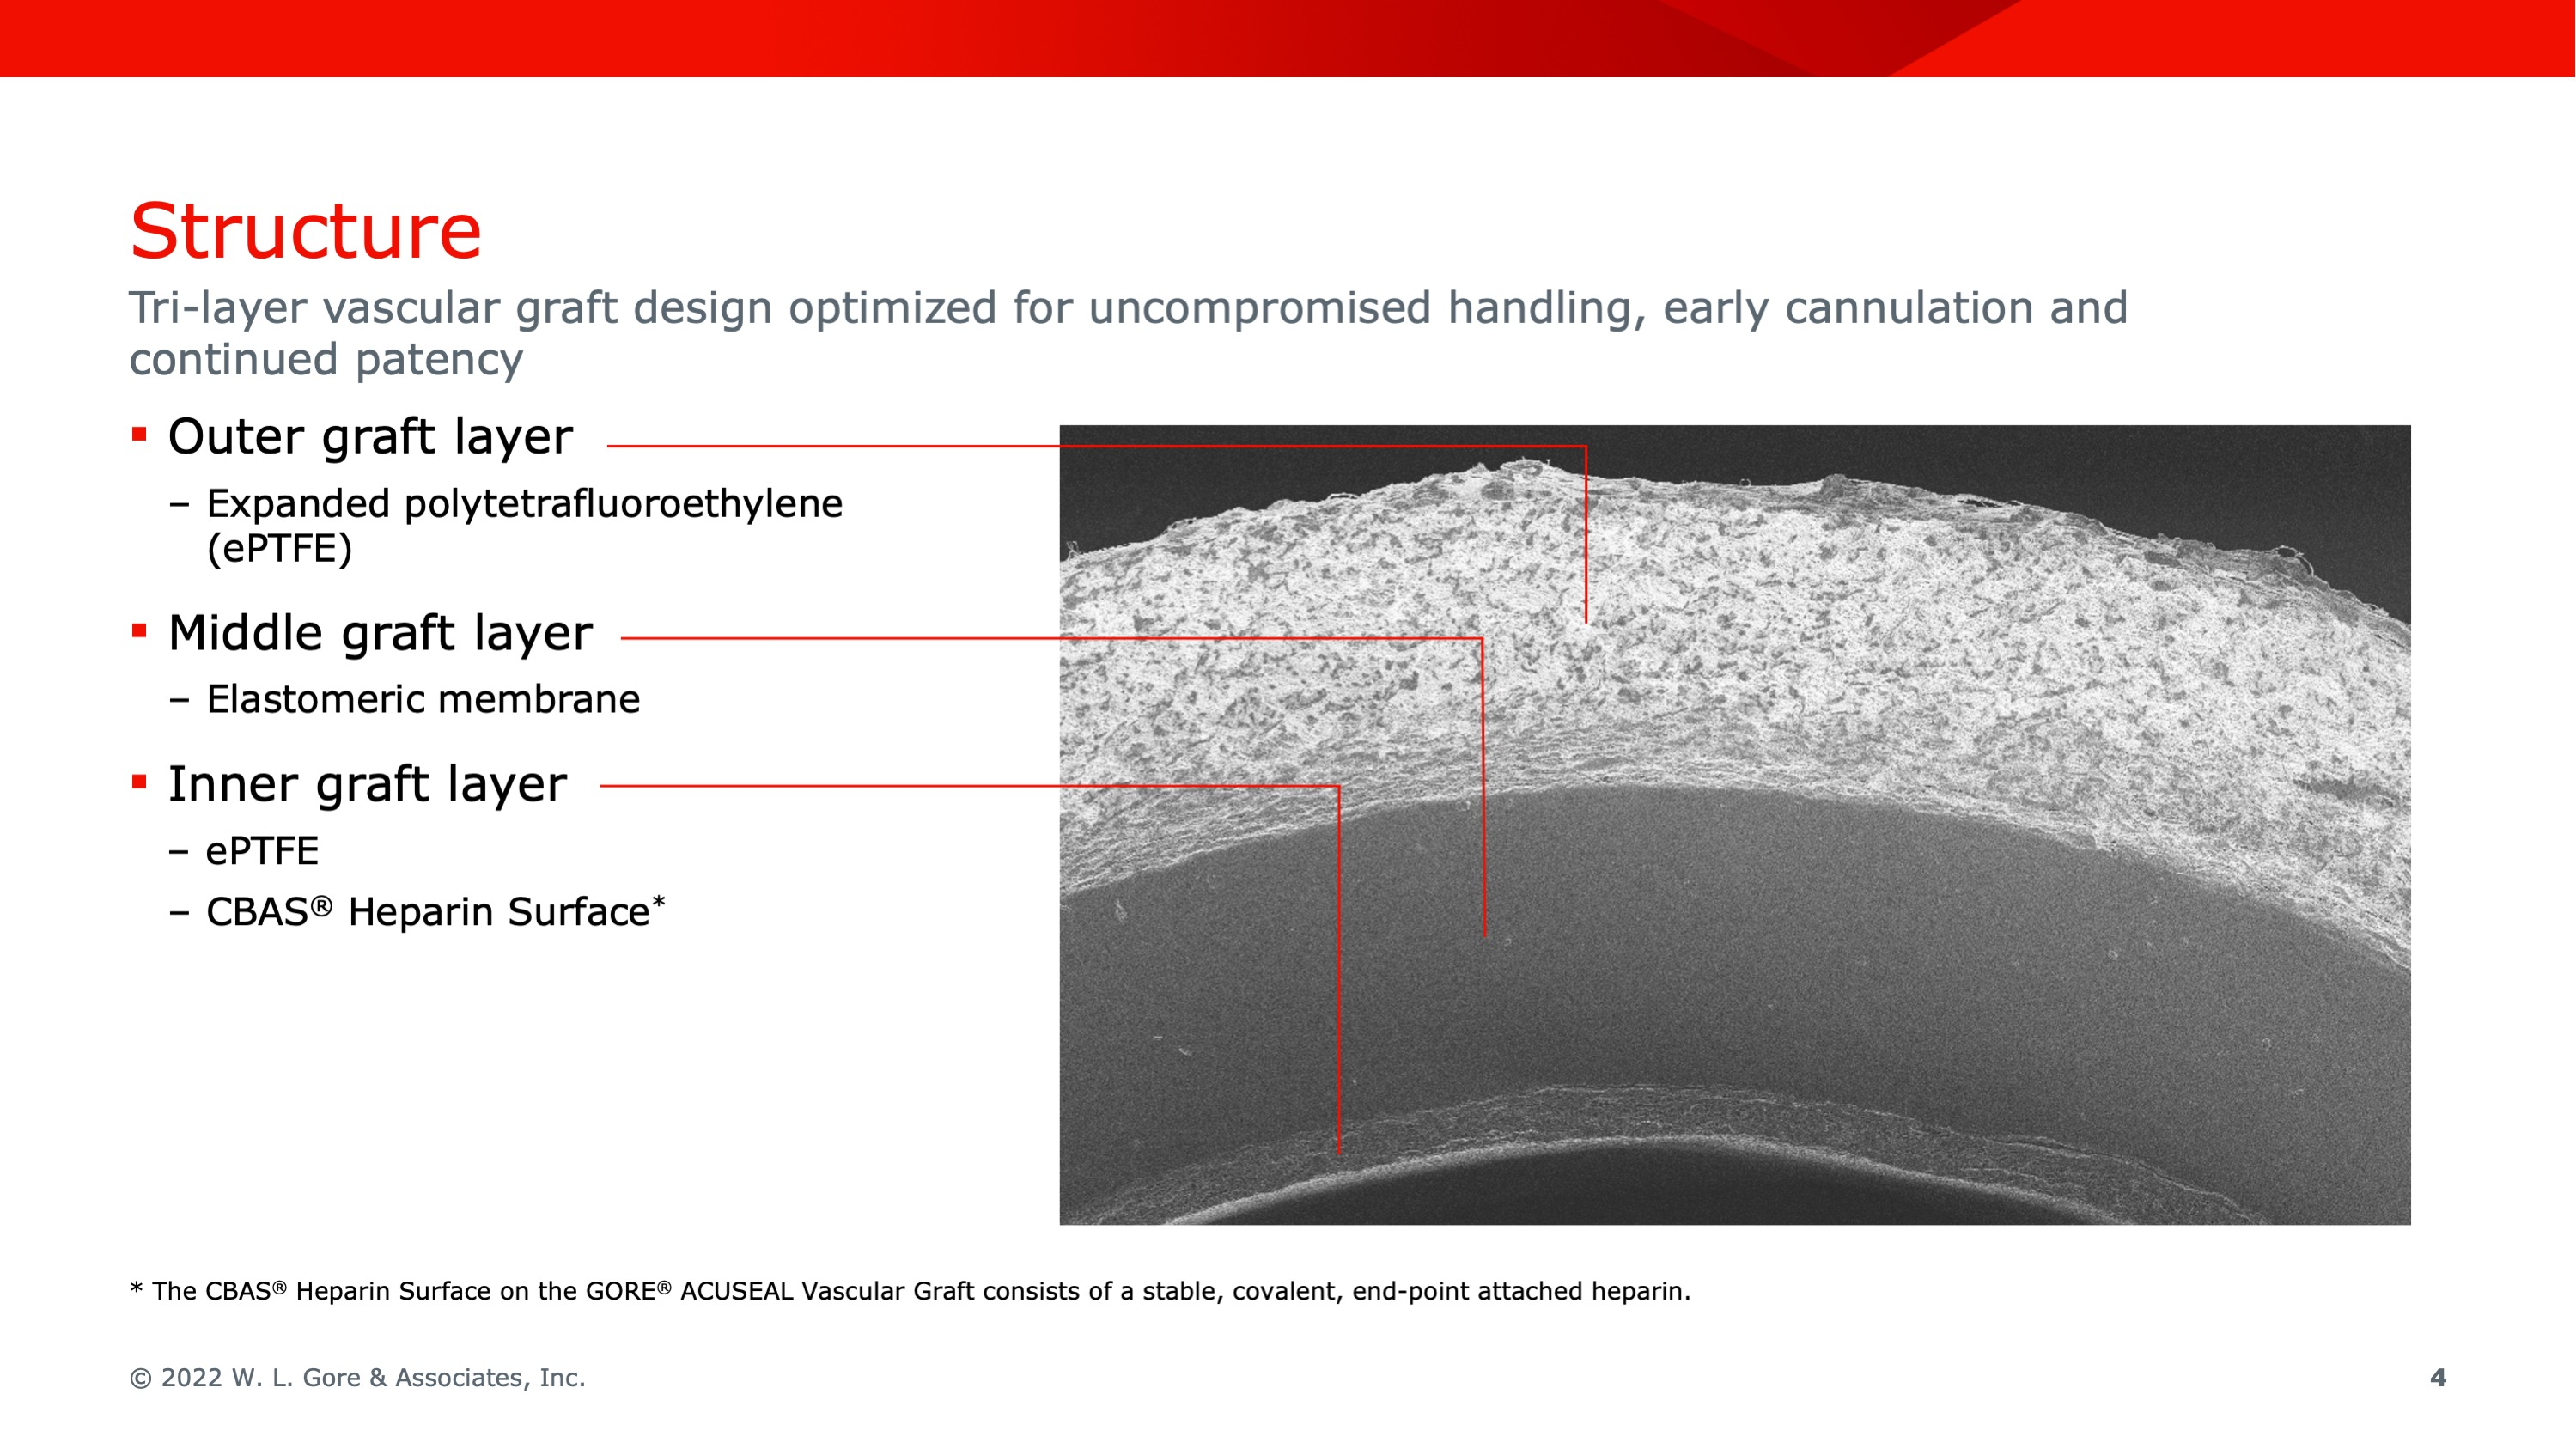 Structure
Tri-layer vascular graft design optimized for uncompromised handling, early cannulation and
continued patency
▪ Outer graft layer
– Expanded polytetrafluoroethylene
(ePTFE)
▪ Middle graft layer
– Elastomeric membrane
▪ Inner graft layer
– ePTFE
– CBAS® Heparin Surface*
* The CBAS® Heparin Surface on the GORE® ACUSEAL Vascular Graft consists of a stable, covalent, end-point attached heparin.
© 2022 W. L. Gore & Associates, Inc.
4